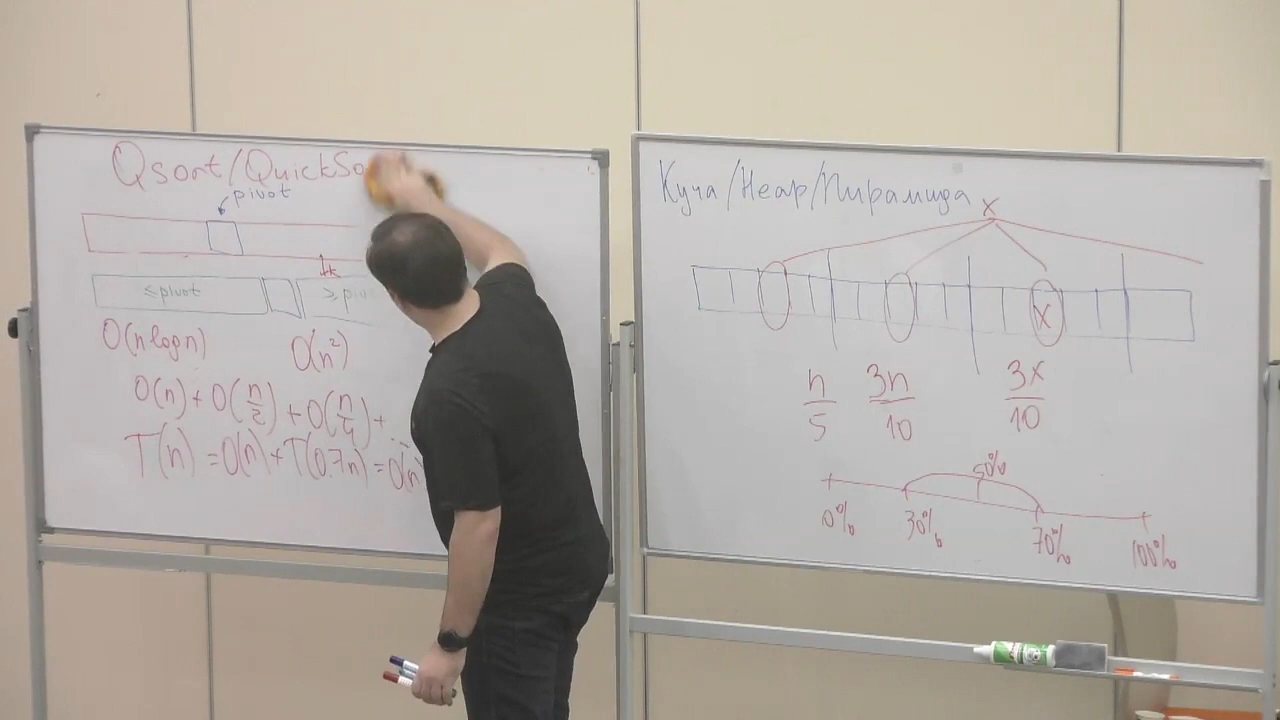 Qsort/QuickSo
pivot
k
≤pivot
≥ piv
O(n log n)
O(n²)
O(n) + O(n/2) + O(n/4) + ...
T(n) = O(n) + T(0.7n) = O(n)
Куча/Heap/Пирамида
x
x
n/5
3n/10
3x/10
50%
0%
30%
70%
100%